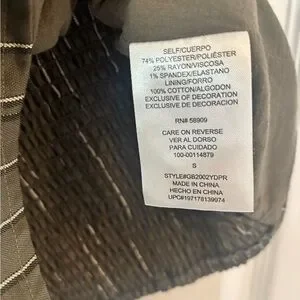 SELF/CUERPO
74% POLYESTER/POLIÉSTER
25% RAYON/VISCOSA
1% SPANDEX/ELASTANO
LINING/FORRO
100% COTTON/ALGODON
EXCLUSIVE OF DECORATION
EXCLUSIVE DE DECORACION
RN# 58909
CARE ON REVERSE
VER AL DORSO
PARA CUIDADO
100-00114879
S
STYLE#GB2002YDPR
MADE IN CHINA
HECHO EN CHINA
UPC#197178139974